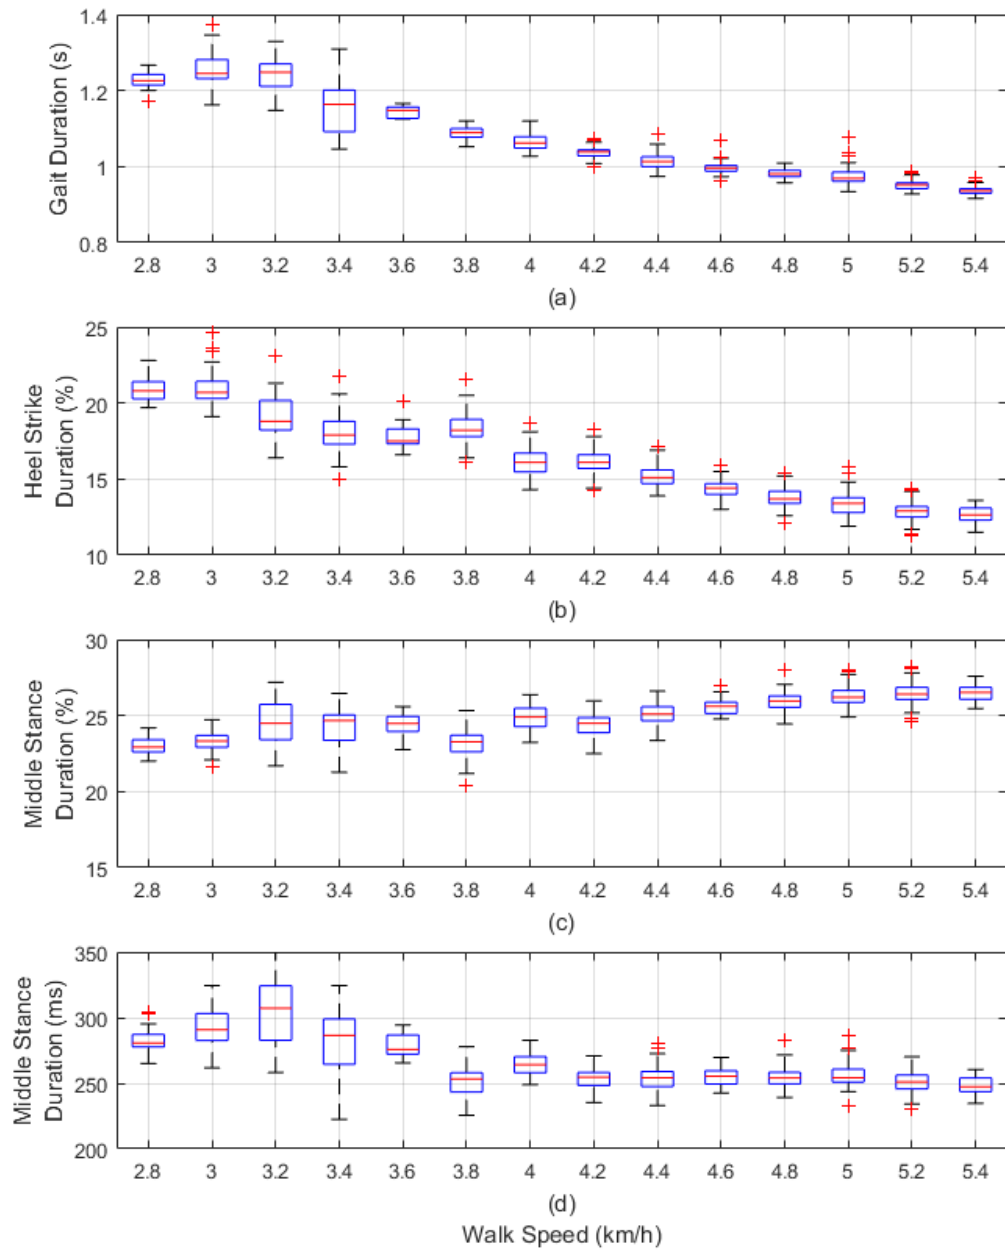 1.4
1.2
1
0.8
Gait Duration (s)
2.8 3 3.2 3.4 3.6 3.8 4 4.2 4.4 4.6 4.8 5 5.2 5.4
(a)
25
20
15
10
Heel Strike
Duration (%)
2.8 3 3.2 3.4 3.6 3.8 4 4.2 4.4 4.6 4.8 5 5.2 5.4
(b)
30
25
20
15
Middle Stance
Duration (%)
2.8 3 3.2 3.4 3.6 3.8 4 4.2 4.4 4.6 4.8 5 5.2 5.4
(c)
350
300
250
200
Middle Stance
Duration (ms)
2.8 3 3.2 3.4 3.6 3.8 4 4.2 4.4 4.6 4.8 5 5.2 5.4
(d)
Walk Speed (km/h)